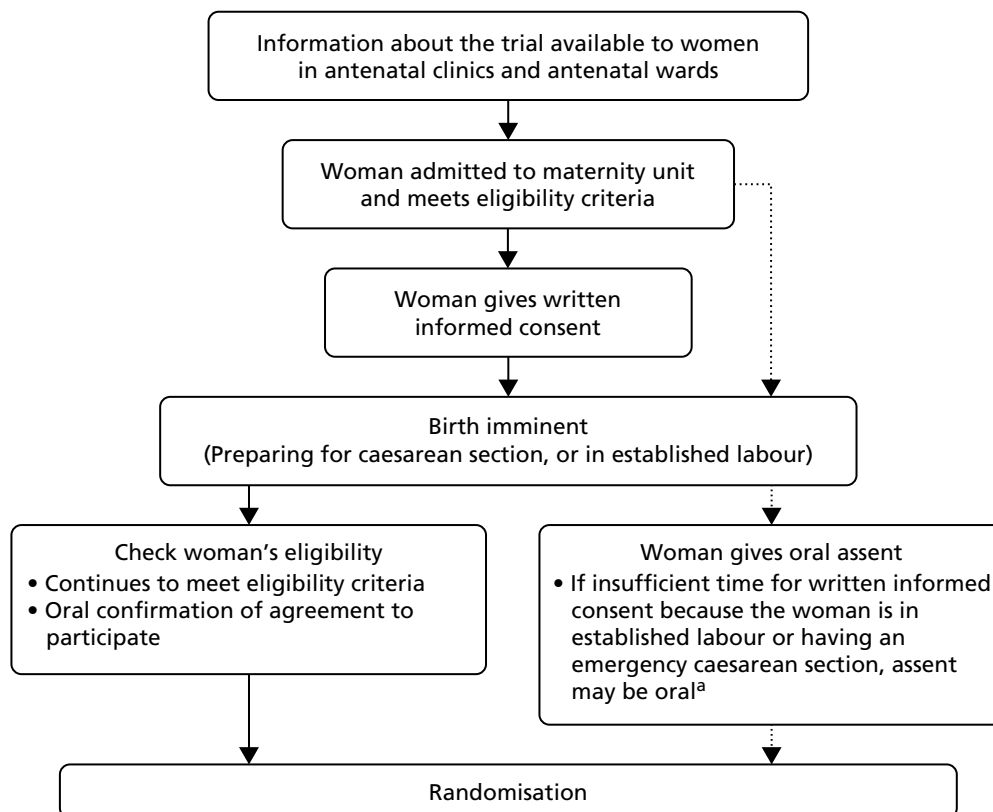 Information about the trial available to women
in antenatal clinics and antenatal wards
Woman admitted to maternity unit
and meets eligibility criteria
Woman gives written
informed consent
Birth imminent
(Preparing for caesarean section, or in established labour)
Check woman's eligibility
• Continues to meet eligibility criteria
• Oral confirmation of agreement to
participate
Woman gives oral assent
• If insufficient time for written informed
consent because the woman is in
established labour or having an
emergency caesarean section, assent
may be oralᵃ
Randomisation